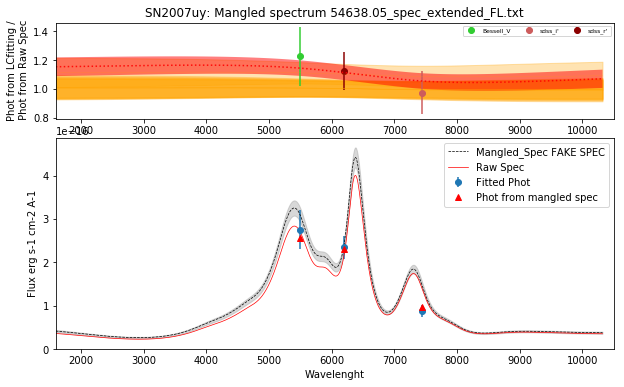 SN2007uy: Mangled spectrum 54638.05_spec_extended_FL.txt
Phot from LCfitting /
Phot from Raw Spec
1.4
1.2
1.0
0.8
Bessell_V
sdss_i'
sdss_r'
2000 3000 4000 5000 6000 7000 8000 9000 10000
1e-16
Flux erg s-1 cm-2 A-1
4
3
2
1
0
Mangled_Spec FAKE SPEC
Raw Spec
Fitted Phot
Phot from mangled spec
2000 3000 4000 5000 6000 7000 8000 9000 10000
Wavelenght